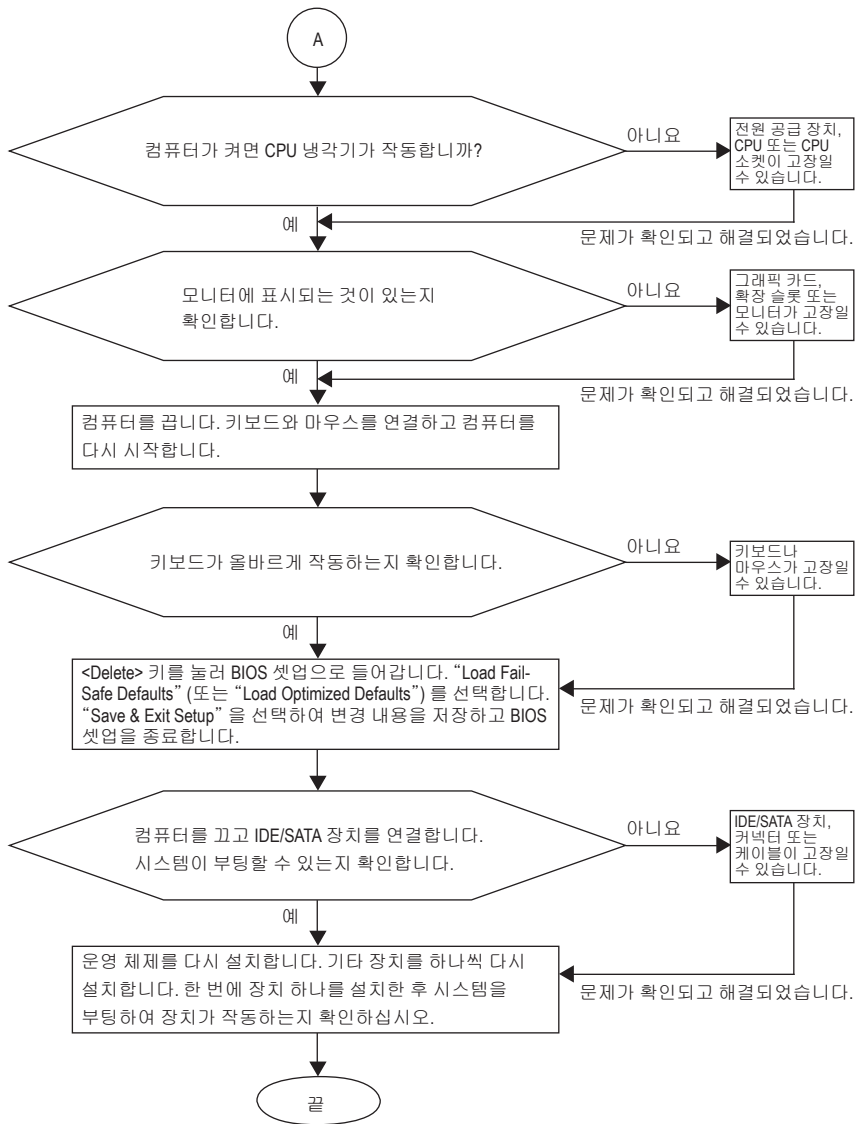 A
컴퓨터가 켜면 CPU 냉각기가 작동합니까?
아니요
전원 공급 장치,
CPU 또는 CPU
소켓이 고장일
수 있습니다.
예
문제가 확인되고 해결되었습니다.
모니터에 표시되는 것이 있는지
확인합니다.
아니요
그래픽 카드,
확장 슬롯 또는
모니터가 고장일
수 있습니다.
예
문제가 확인되고 해결되었습니다.
컴퓨터를 끕니다. 키보드와 마우스를 연결하고 컴퓨터를
다시 시작합니다.
키보드가 올바르게 작동하는지 확인합니다.
아니요
키보드나
마우스가 고장일
수 있습니다.
예
<Delete> 키를 눌러 BIOS 셋업으로 들어갑니다. “Load Fail-
Safe Defaults” (또는 “Load Optimized Defaults”) 를 선택합니다.
“Save & Exit Setup” 을 선택하여 변경 내용을 저장하고 BIOS
셋업을 종료합니다.
문제가 확인되고 해결되었습니다.
컴퓨터를 끄고 IDE/SATA 장치를 연결합니다.
시스템이 부팅할 수 있는지 확인합니다.
아니요
IDE/SATA 장치,
커넥터 또는
케이블이 고장일
수 있습니다.
예
운영 체제를 다시 설치합니다. 기타 장치를 하나씩 다시
설치합니다. 한 번에 장치 하나를 설치한 후 시스템을
부팅하여 장치가 작동하는지 확인하십시오.
문제가 확인되고 해결되었습니다.
끝